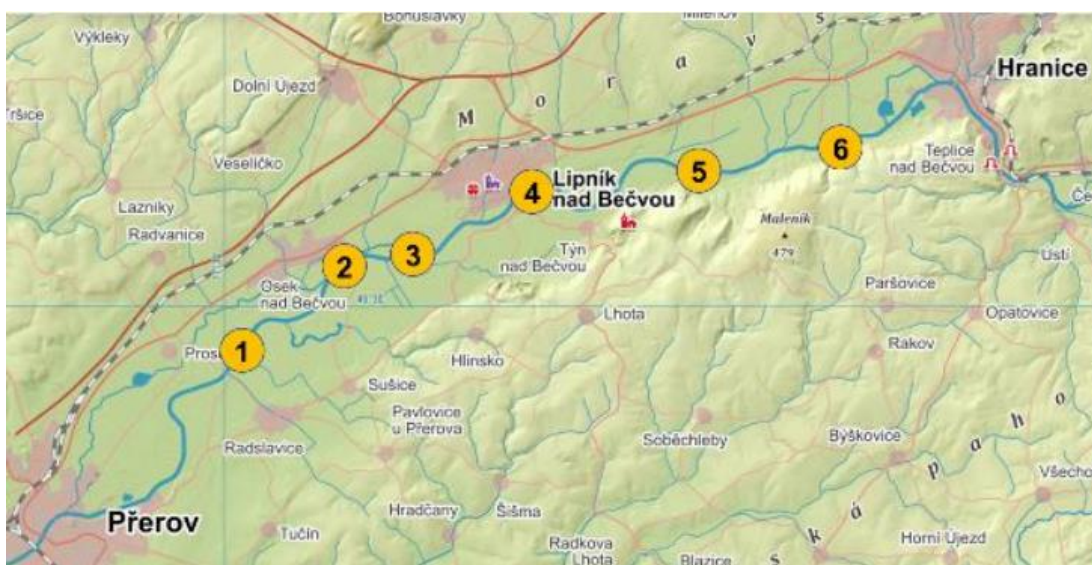 Výkleky
Bohuslávky
Milenov
Hranice
Dolní Újezd
Tršice
Veselíčko
M o r a v s
Teplice
nad Bečvou
6
5
Lipník
nad Bečvou
4
Lazníky
Radvanice
Maleník
479
Týn
nad Bečvou
Ústí
3
2
Osek
nad Bečvou
Paršovice
Opatovice
Lhota
1
Hlinsko
Rakov
Sušice
Pavlovice
u Přerova
Radslavice
Soběchleby
Býškovice
Všecho
Přerov
Tučín
Hradčany
Šišma
Radkova
Lhota
Blazice
s k á
p a h o
Horní Újezd